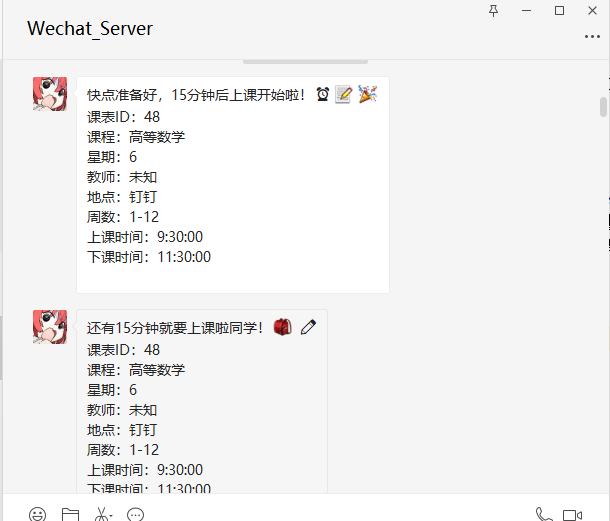 Wechat_Server
快点准备好，15分钟后上课开始啦！⏰📝🎉
课表ID：48
课程：高等数学
星期：6
教师：未知
地点：钉钉
周数：1-12
上课时间：9:30:00
下课时间：11:30:00
还有15分钟就要上课啦同学！🎒✏
课表ID：48
课程：高等数学
星期：6
教师：未知
地点：钉钉
周数：1-12
上课时间：9:30:00
下课时间：11:30:00